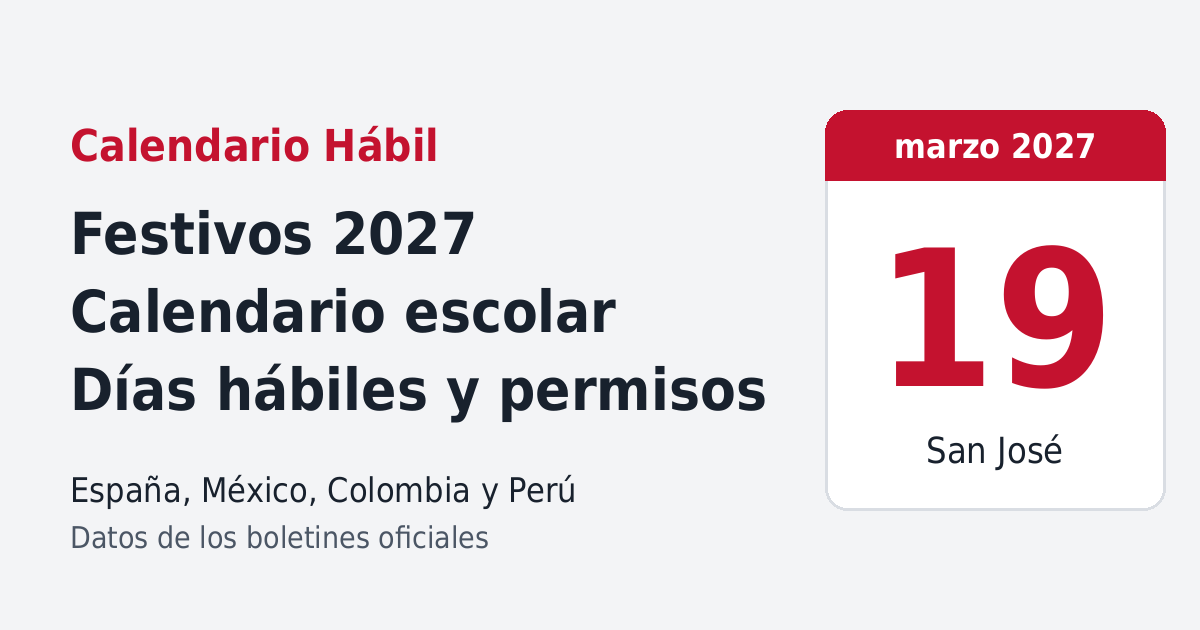 Calendario Hábil
Festivos 2027
Calendario escolar
Días hábiles y permisos
España, México, Colombia y Perú
Datos de los boletines oficiales
marzo 2027
19
San José